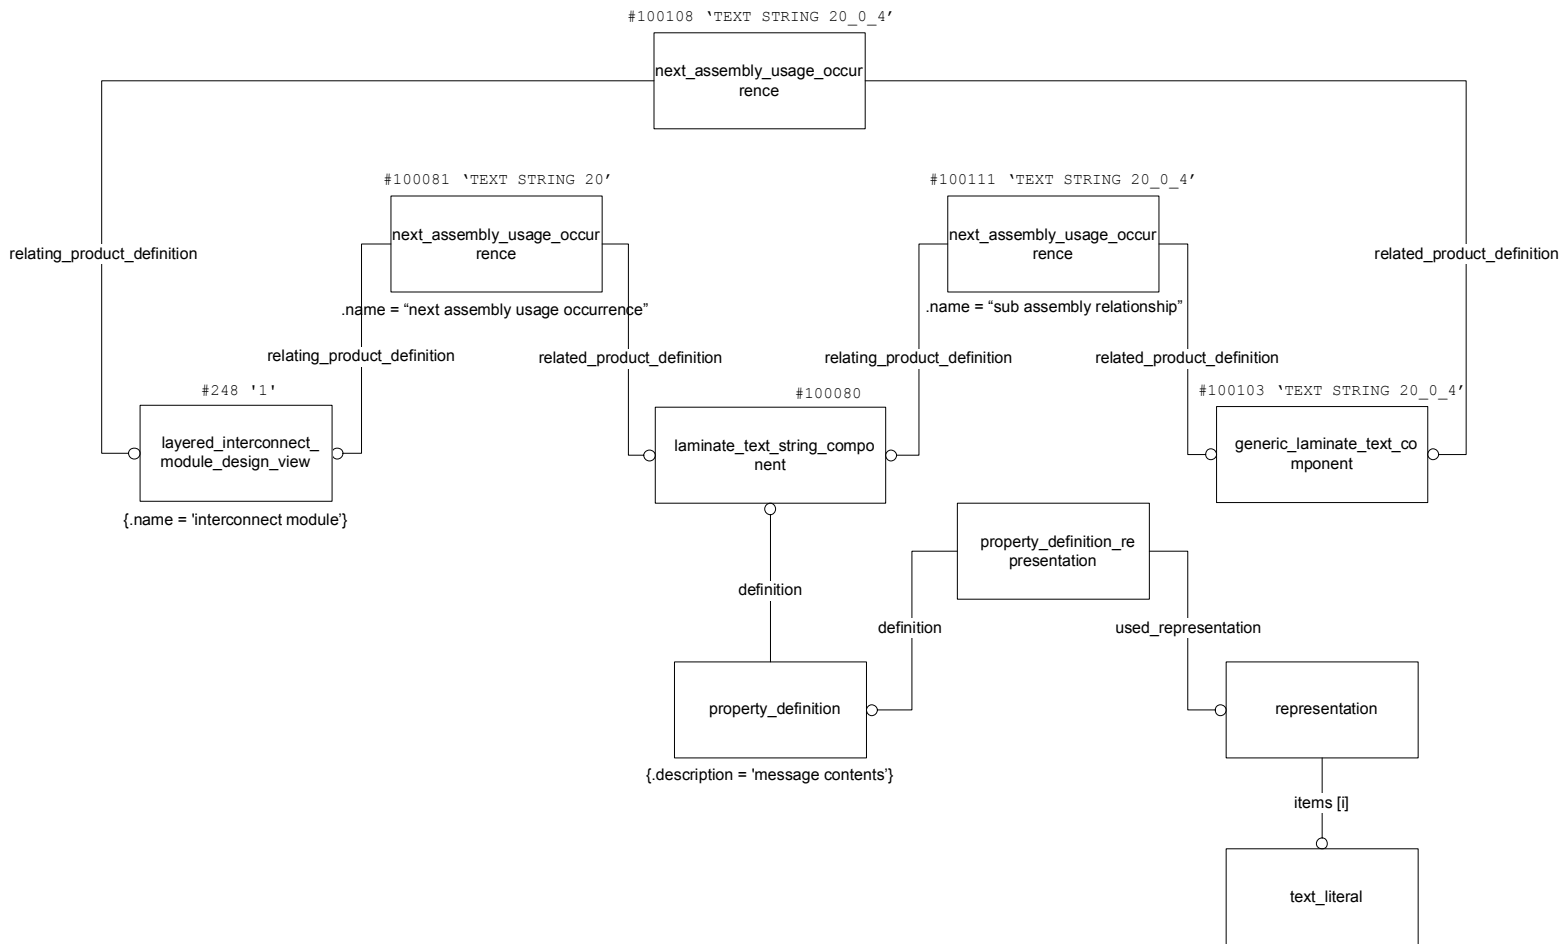 #100108 ‘TEXT STRING 20_0_4’
next_assembly_usage_occur
rence
#100081 ‘TEXT STRING 20’
#100111 ‘TEXT STRING 20_0_4’
next_assembly_usage_occur
rence
next_assembly_usage_occur
rence
relating_product_definition
related_product_definition
.name = “next assembly usage occurrence”
.name = “sub assembly relationship”
relating_product_definition
related_product_definition
relating_product_definition
related_product_definition
#248 '1'
#100080
#100103 ‘TEXT STRING 20_0_4’
layered_interconnect_
module_design_view
laminate_text_string_compo
nent
generic_laminate_text_co
mponent
{.name = 'interconnect module’}
property_definition_re
presentation
definition
definition
used_representation
property_definition
representation
{.description = 'message contents’}
items [i]
text_literal